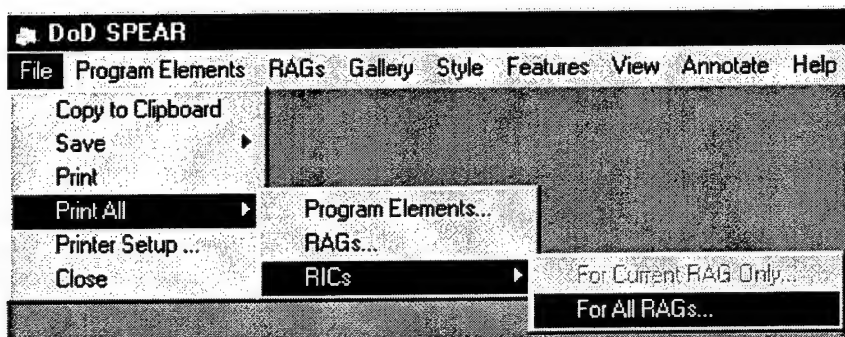 DoD SPEAR
File Program Elements RAGs Gallery Style Features View Annotate Help
Copy to Clipboard
Save
Print
Print All
Program Elements...
Printer Setup ...
RAGs...
Close
RICs
For Current RAG Only...
For All RAGs...